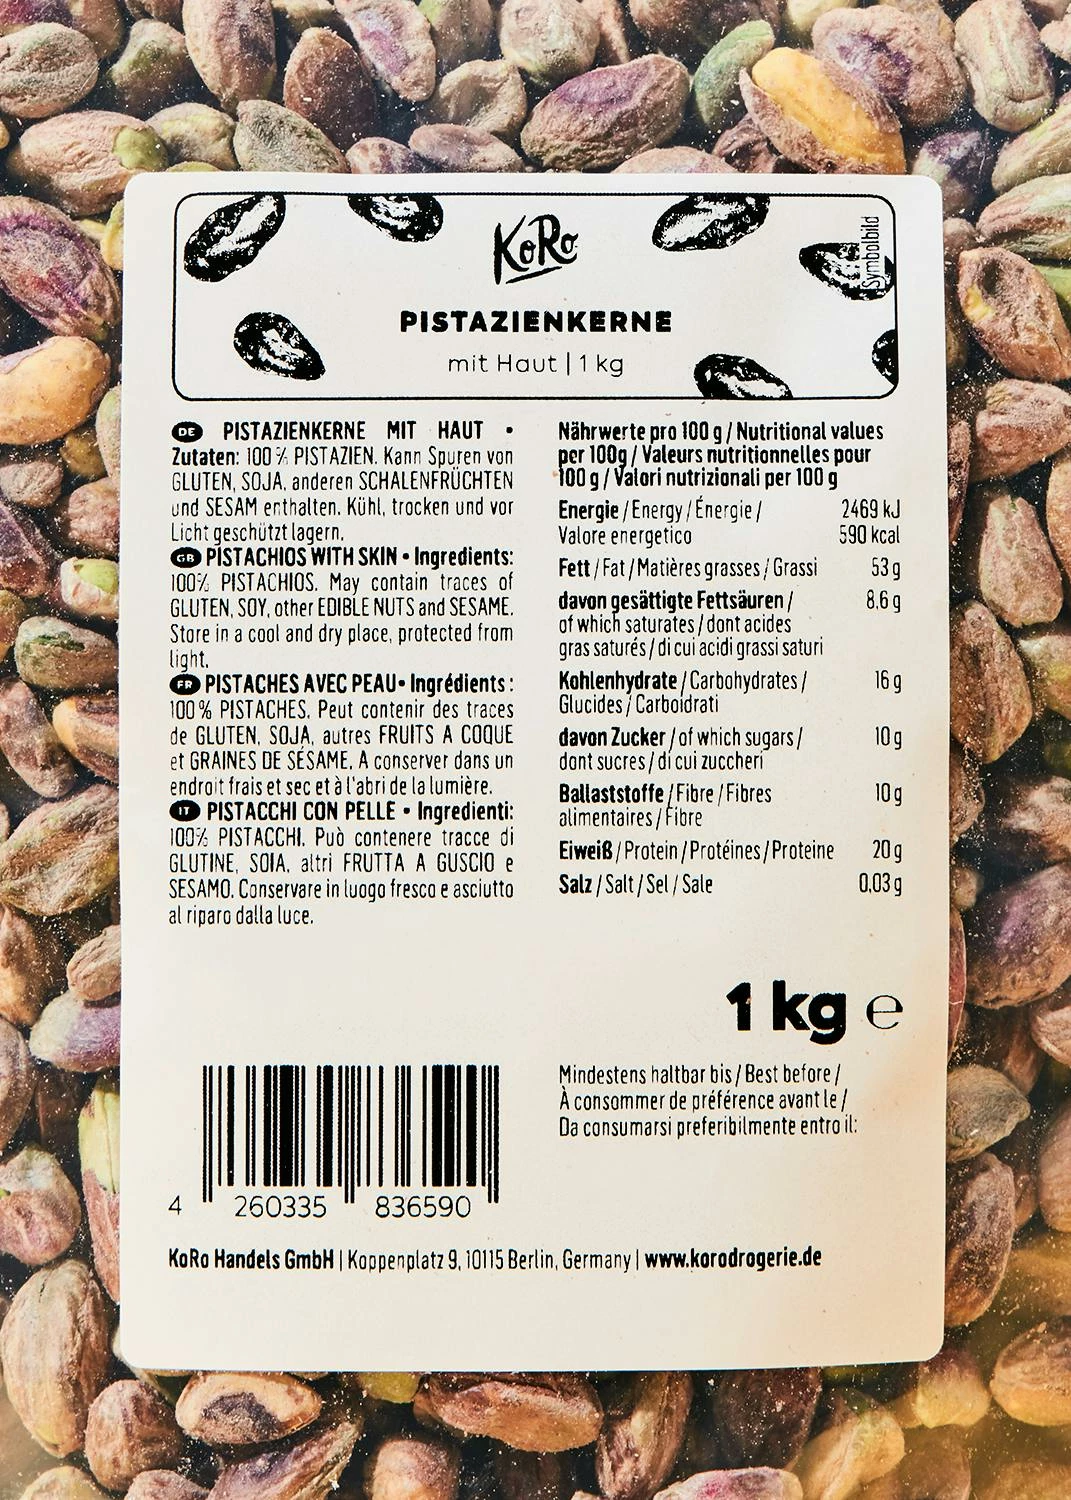 KoRo
Symbolbild
PISTAZIENKERNE
mit Haut | 1 kg
DE PISTAZIENKERNE MIT HAUT •
Zutaten: 100 % PISTAZIEN. Kann Spuren von
GLUTEN, SOJA, anderen SCHALENFRÜCHTEN
und SESAM enthalten. Kühl, trocken und vor
Licht geschützt lagern.
GB PISTACHIOS WITH SKIN • Ingredients:
100% PISTACHIOS. May contain traces of
GLUTEN, SOY, other EDIBLE NUTS and SESAME.
Store in a cool and dry place, protected from
light.
FR PISTACHES AVEC PEAU• Ingrédients :
100 % PISTACHES. Peut contenir des traces
de GLUTEN, SOJA, autres FRUITS A COQUE
et GRAINES DE SÉSAME. A conserver dans un
endroit frais et sec et à l'abri de la lumière.
IT PISTACCHI CON PELLE • Ingredienti:
100% PISTACCHI. Può contenere tracce di
GLUTINE, SOIA, altri FRUTTA A GUSCIO e
SESAMO. Conservare in luogo fresco e asciutto
al riparo dalla luce.
Nährwerte pro 100 g / Nutritional values
per 100g / Valeurs nutritionnelles pour
100 g / Valori nutrizionali per 100 g
Energie / Energy / Énergie / 2469 kJ
Valore energetico 590 kcal
Fett / Fat / Matières grasses / Grassi 53 g
davon gesättigte Fettsäuren / 8,6 g
of which saturates / dont acides
gras saturés / di cui acidi grassi saturi
Kohlenhydrate / Carbohydrates / 16 g
Glucides / Carboidrati
davon Zucker / of which sugars / 10 g
dont sucres / di cui zuccheri
Ballaststoffe / Fibre / Fibres 10 g
alimentaires / Fibre
Eiweiß / Protein / Protéines / Proteine 20 g
Salz / Salt / Sel / Sale 0,03 g
1 kg ℮
Mindestens haltbar bis / Best before /
À consommer de préférence avant le /
Da consumarsi preferibilmente entro il:
4 260335 836590
KoRo Handels GmbH | Koppenplatz 9, 10115 Berlin, Germany | www.korodrogerie.de